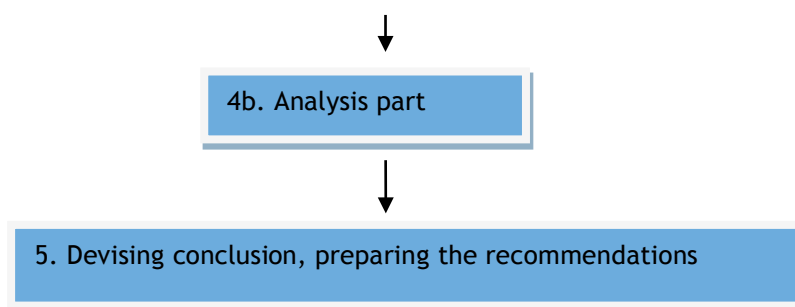 4b. Analysis part
5. Devising conclusion, preparing the recommendations